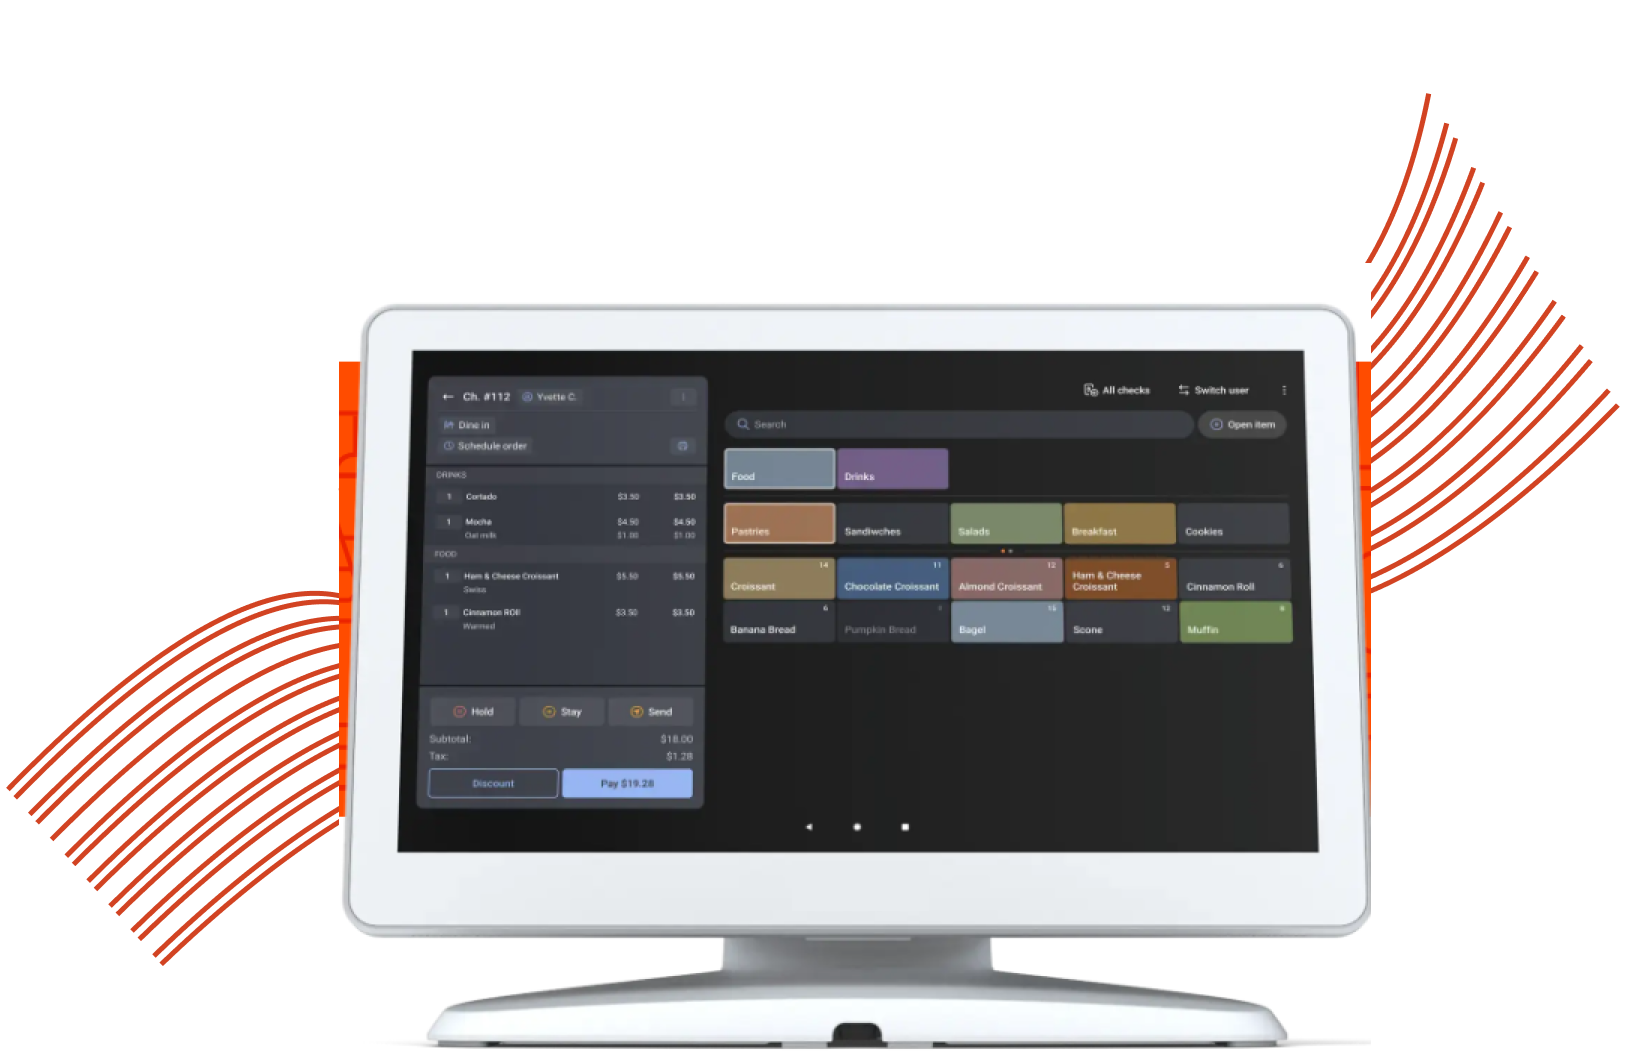 Ch. #112 Yvette C.
Dine in
Schedule order
DRINKS
1 Cortado $3.50 $3.50
1 Mocha $4.50 $4.50
Oat milk $1.00 $1.00
FOOD
1 Ham & Cheese Croissant $5.50 $5.50
Swiss
1 Cinnamon ROll $3.50 $3.50
Warmed
Hold Stay Send
Subtotal: $18.00
Tax: $1.28
Discount Pay $19.28
All checks Switch user
Search Open item
Food Drinks
Pastries Sandiwches Salads Breakfast Cookies
14 11 12 5 6
Croissant Chocolate Croissant Almond Croissant Ham & Cheese
Croissant Cinnamon Roll
6 15 12 9
Banana Bread Pumpkin Bread Bagel Scone Muffin